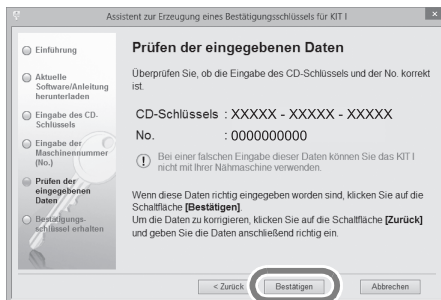 Assistent zur Erzeugung eines Bestätigungsschlüssels für KIT I
Einführung
Aktuelle
Software/Anleitung
herunterladen
Eingabe des CD-
Schlüssels
Eingabe der
Maschinennummer
(No.)
Prüfen der
eingegebenen
Daten
Bestätigungs-
schlüssel erhalten
Prüfen der eingegebenen Daten
Überprüfen Sie, ob die Eingabe des CD-Schlüssels und der No. korrekt
ist.
CD-Schlüssels : XXXXX - XXXXX - XXXXX
No. : 0000000000
Bei einer falschen Eingabe dieser Daten können Sie das KIT I
nicht mit Ihrer Nähmaschine verwenden.
Wenn diese Daten richtig eingegeben worden sind, klicken Sie auf die
Schaltfläche [Bestätigen].
Um die Daten zu korrigieren, klicken Sie auf die Schaltfläche [Zurück]
und geben Sie die Daten anschließend richtig ein.
< Zurück Bestätigen Abbrechen